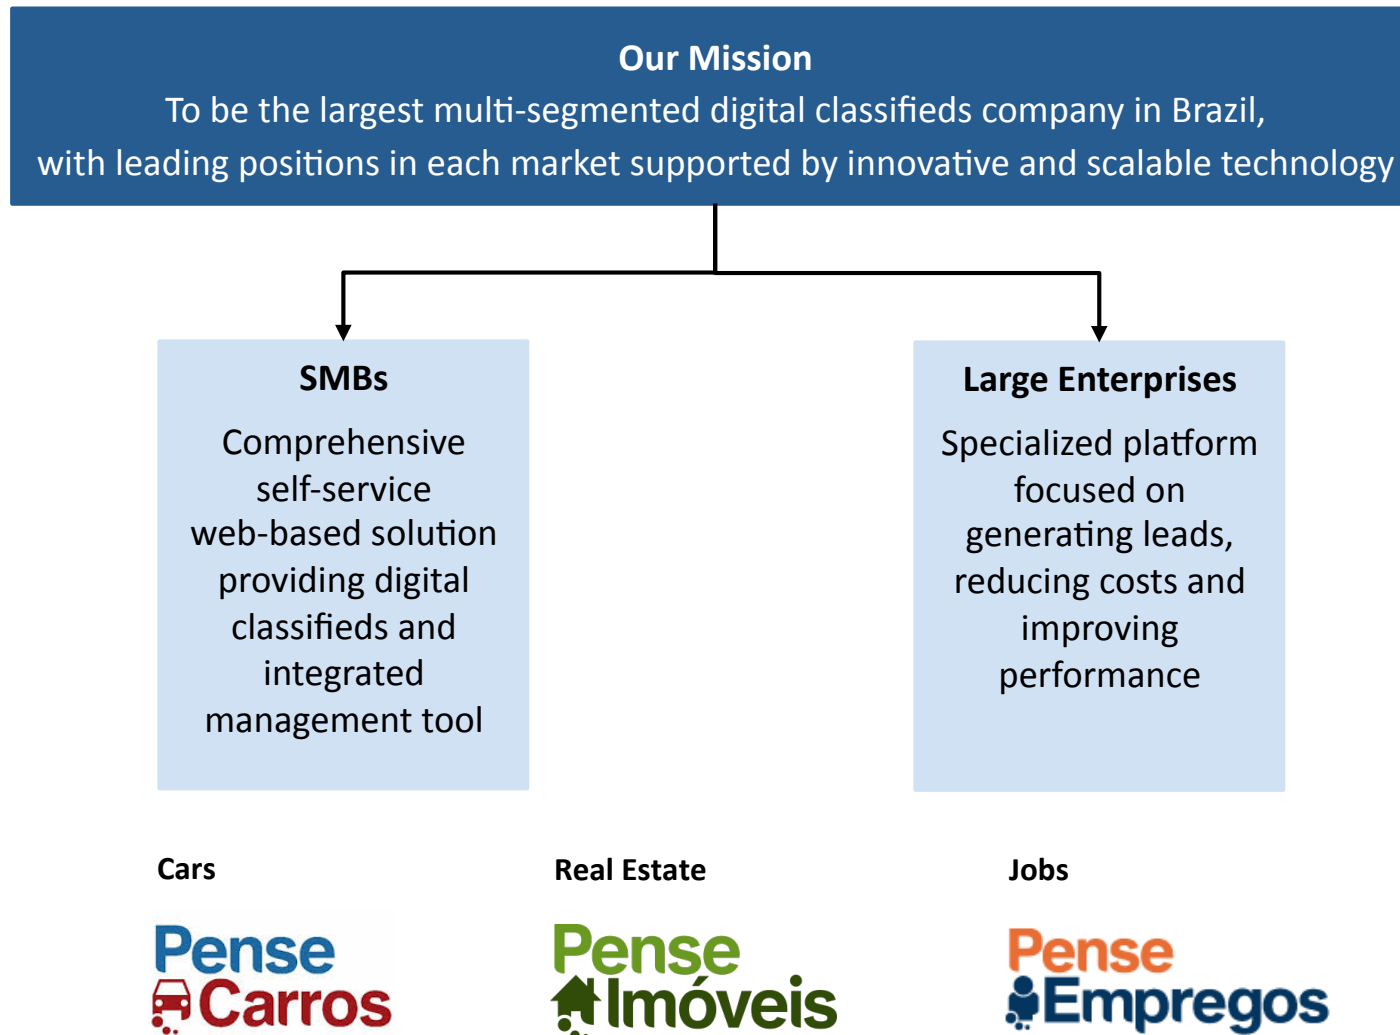 Our Mission
To be the largest multi-segmented digital classifieds company in Brazil,
with leading positions in each market supported by innovative and scalable technology
SMBs
Comprehensive
self-service
web-based solution
providing digital
classifieds and
integrated
management tool
Large Enterprises
Specialized platform
focused on
generating leads,
reducing costs and
improving
performance
Cars
Real Estate
Jobs
Pense
Carros
Pense
Imóveis
Pense
Empregos